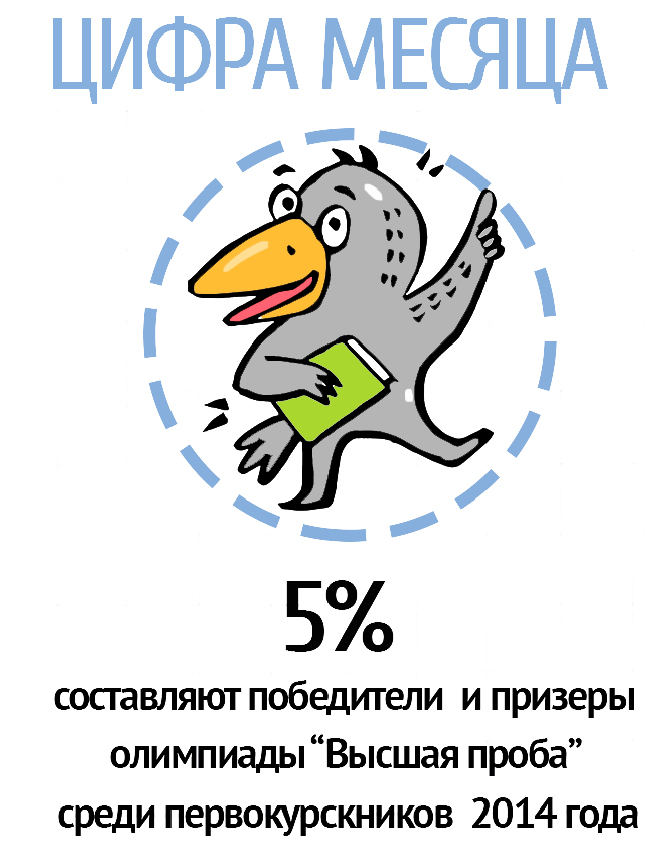 ЦИФРА МЕСЯЦА
5%
составляют победители и призеры
олимпиады “Высшая проба”
среди первокурскников 2014 года